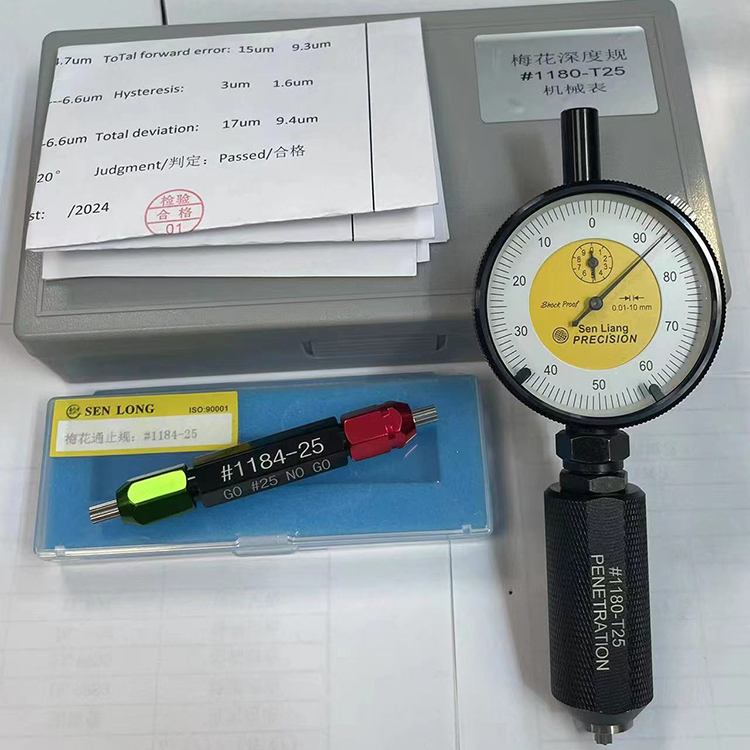 4.7um ToTal forward error: 15um 9.3um
---6.6um Hysteresis: 3um 1.6um
-6.6um Total deviation: 17um 9.4um
20° Judgment/判定：Passed/合格
st: /2024
检验
合格
01
梅花深度规
#1180-T25
机械表
0
10
20
30
40
50
60
70
80
90
Shock Proof
0.01-10 mm
Sen Liang
PRECISION
SEN LONG ISO:90001
梅花通止规：#1184-25
#1184-25
GO #25 NO GO
#1180-T25
PENETRATION